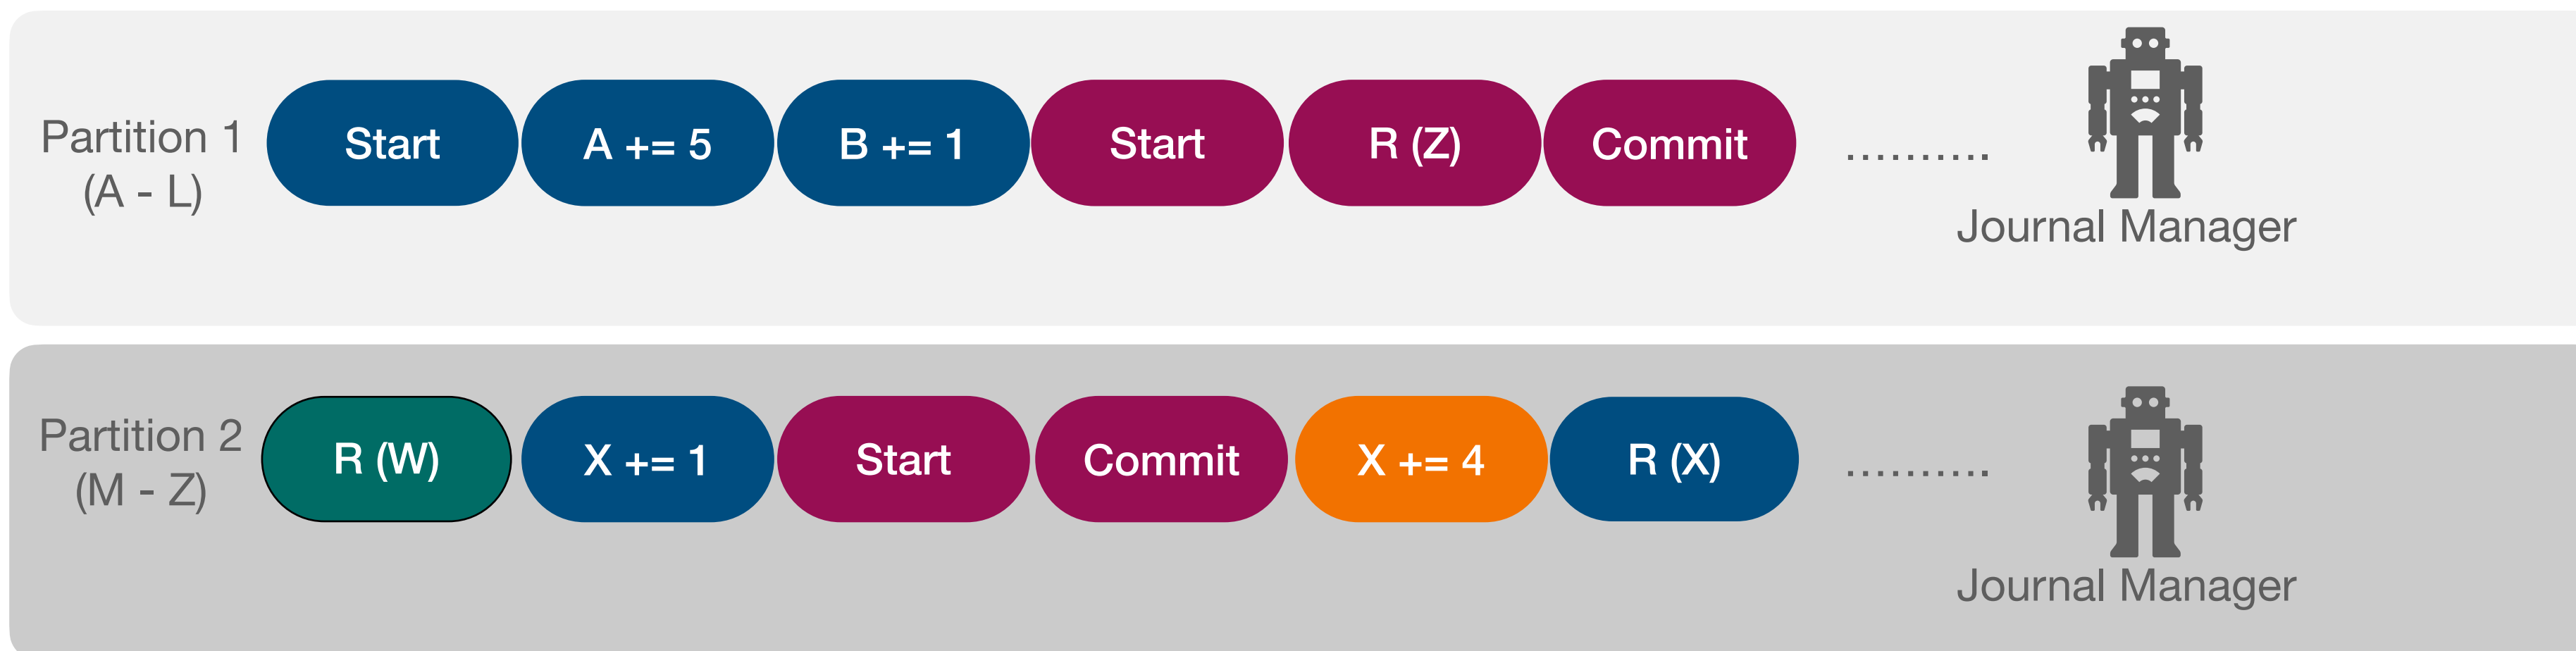 Partition 1
(A - L)
Start
A += 5
B += 1
Start
R (Z)
Commit
..........
Journal Manager
Partition 2
(M - Z)
R (W)
X += 1
Start
Commit
X += 4
R (X)
..........
Journal Manager